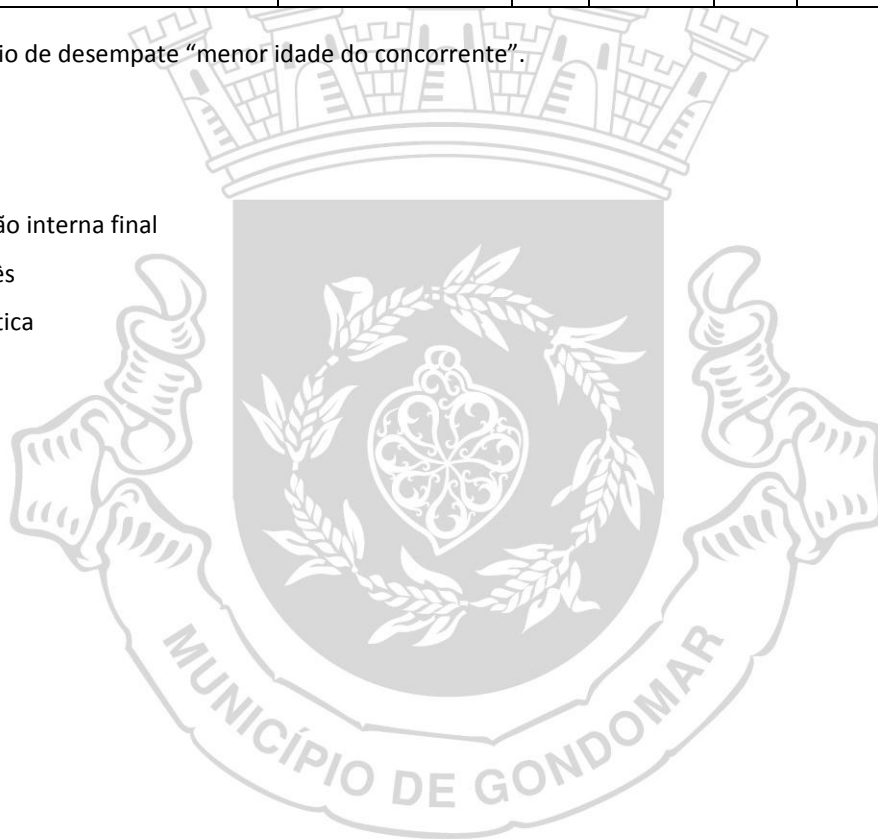 io de desempate “menor idade do concorrente”.
ão interna final
ês
tica
MUNICÍPIO DE GONDOMAR